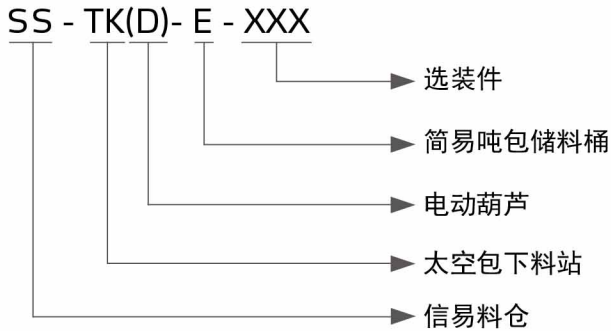 SS - TK(D)- E - XXX
选装件
简易吨包储料桶
电动葫芦
太空包下料站
信易料仓